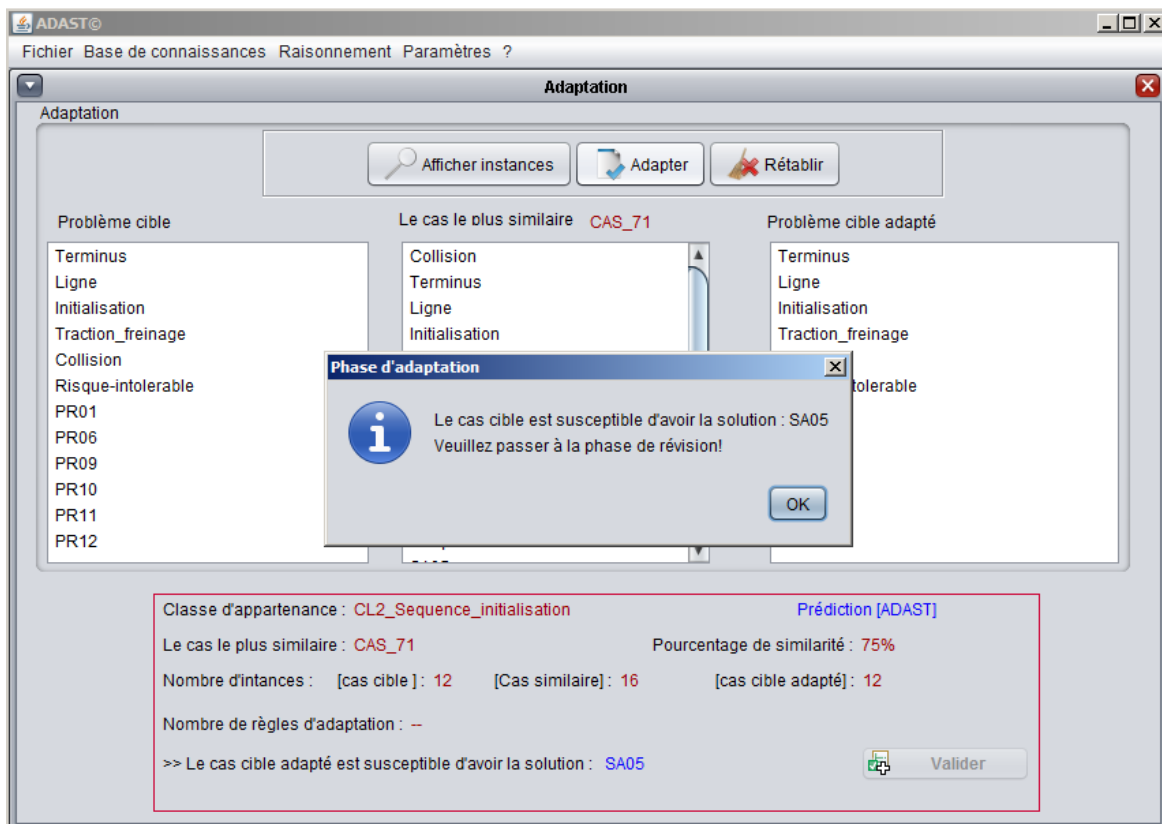 ADAST©
Fichier Base de connaissances Raisonnement Paramètres ?
Adaptation
Adaptation
Afficher instances
Adapter
Rétablir
Problème cible
Le cas le plus similaire CAS_71
Problème cible adapté
Terminus
Ligne
Initialisation
Traction_freinage
Collision
Risque-intolerable
PR01
PR06
PR09
PR10
PR11
PR12
Collision
Terminus
Ligne
Initialisation
Terminus
Ligne
Initialisation
Traction_freinage
tolerable
Phase d'adaptation
Le cas cible est susceptible d'avoir la solution : SA05
Veuillez passer à la phase de révision!
OK
Classe d'appartenance : CL2_Sequence_initialisation
Prédiction [ADAST]
Le cas le plus similaire : CAS_71
Pourcentage de similarité : 75%
Nombre d'intances : [cas cible ] : 12 [Cas similaire] : 16 [cas cible adapté] : 12
Nombre de règles d'adaptation : --
>> Le cas cible adapté est susceptible d'avoir la solution : SA05
Valider